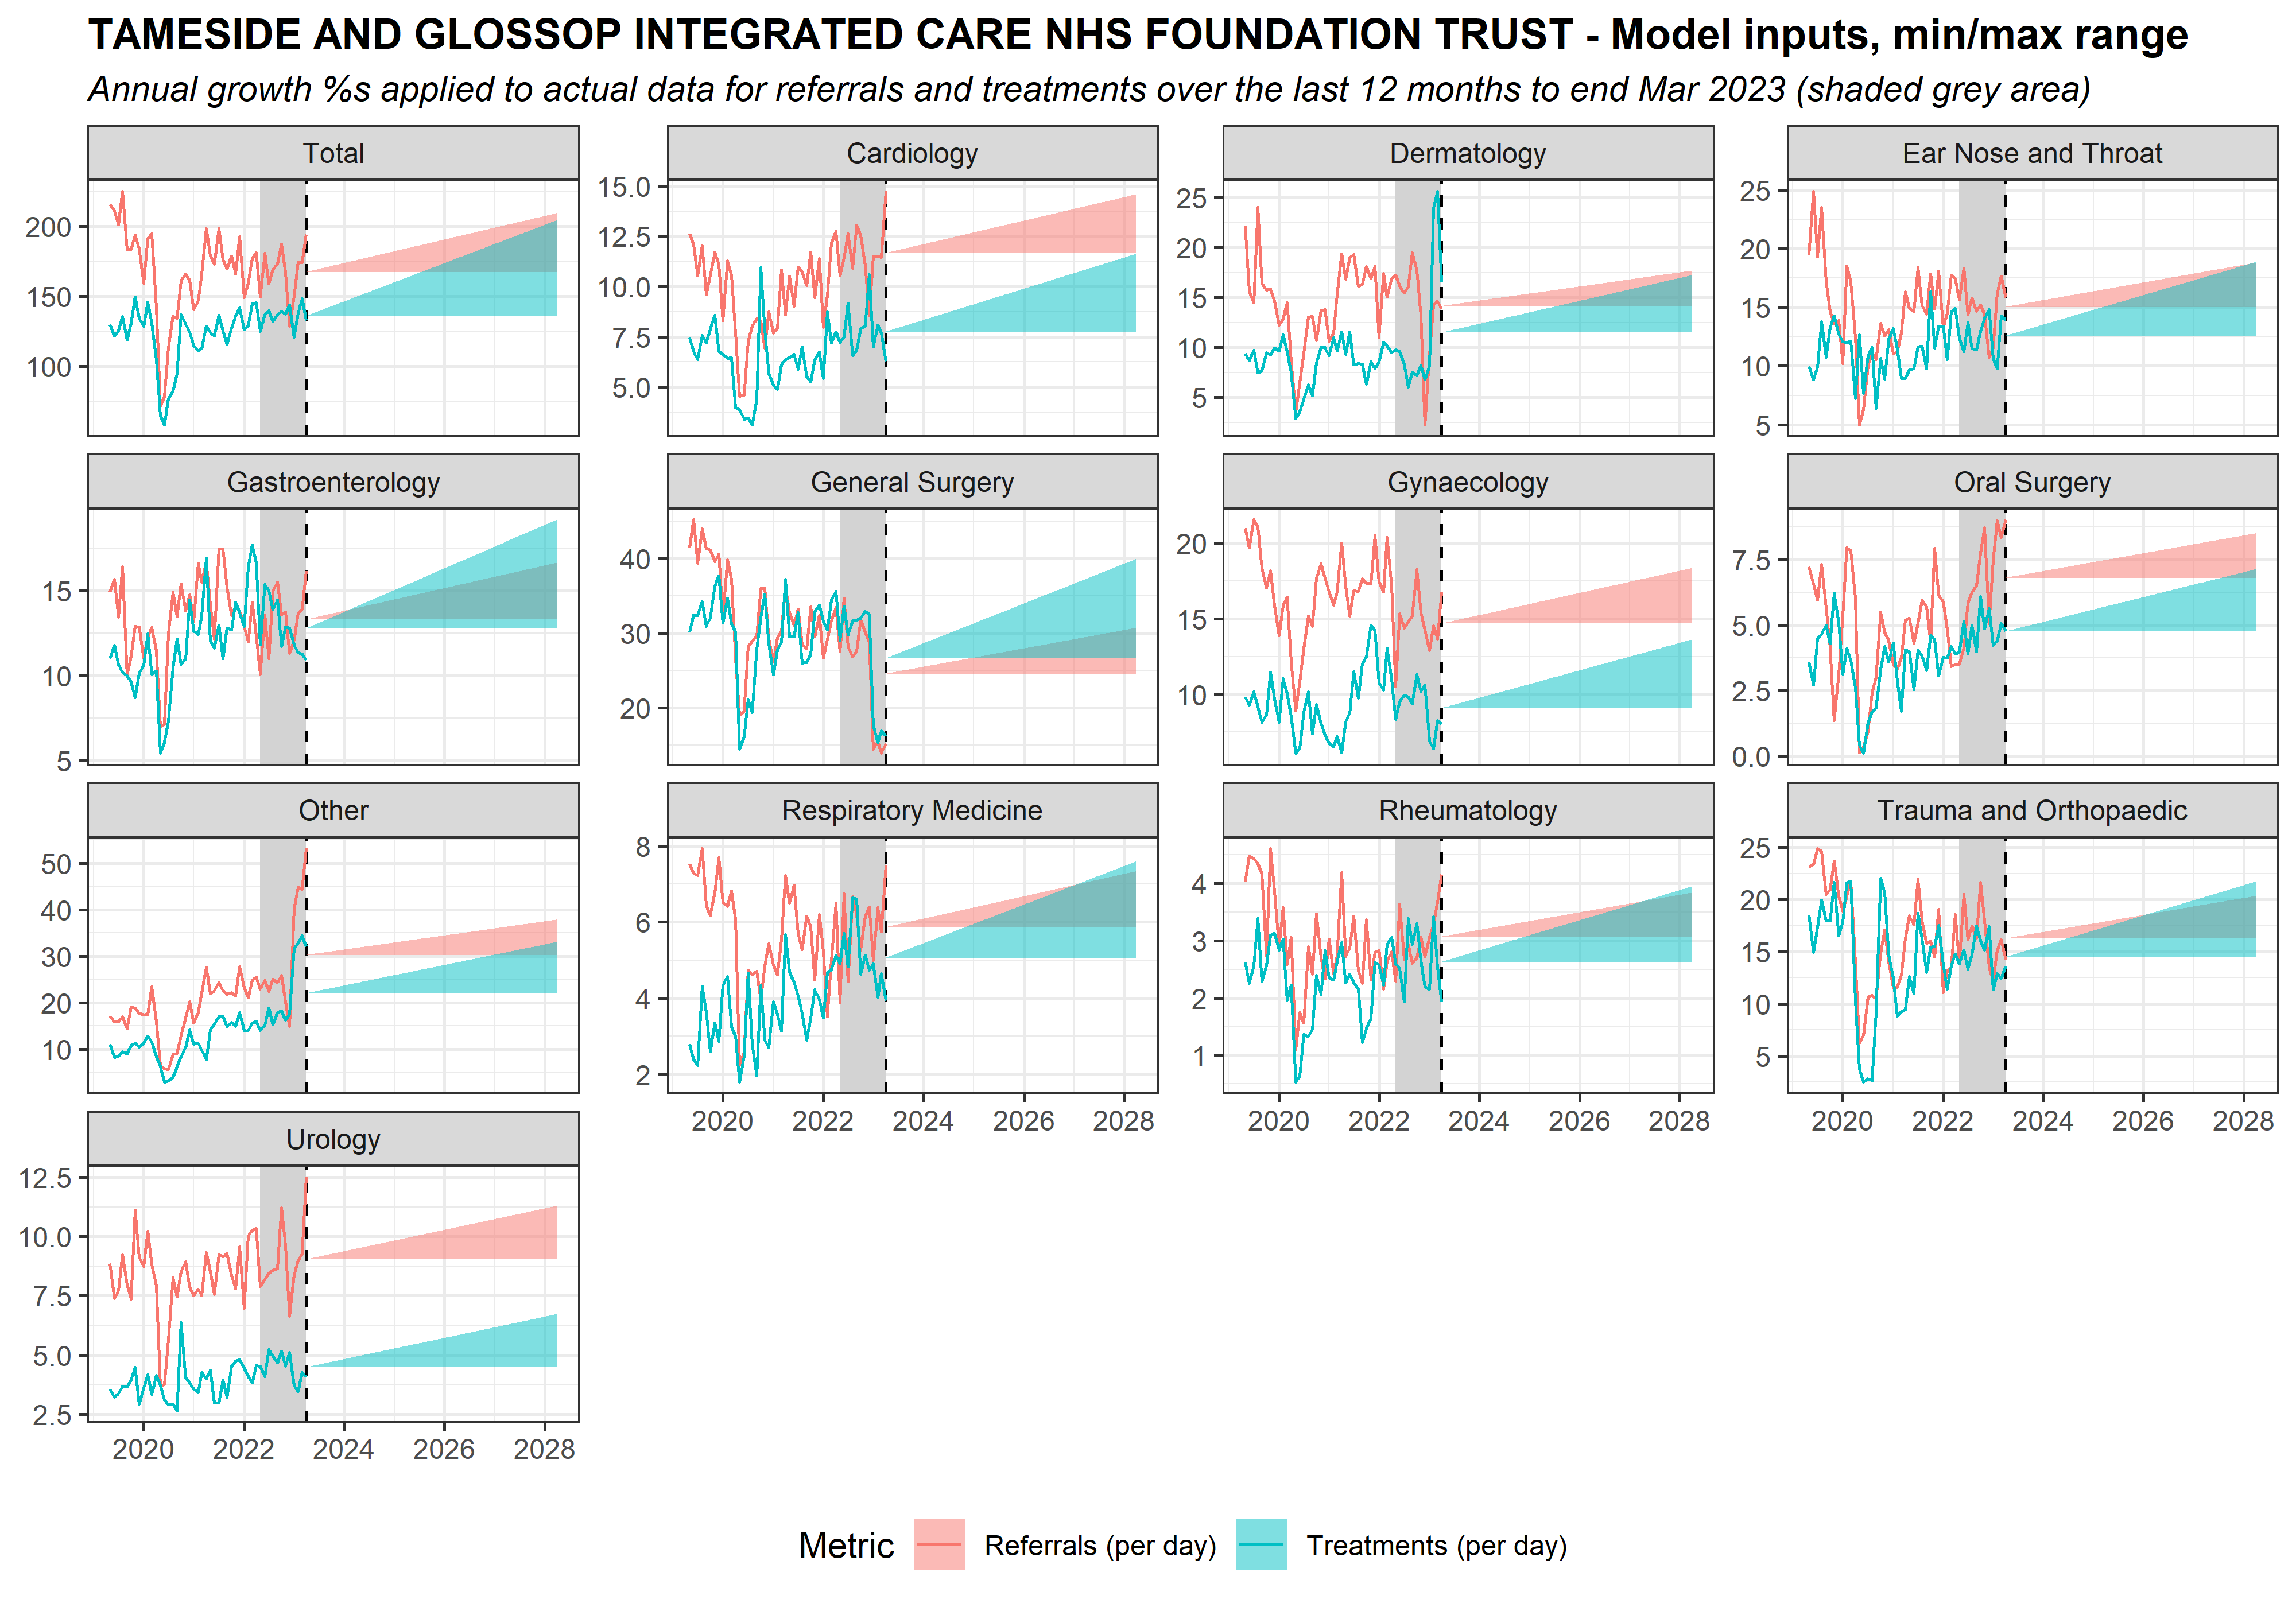 TAMESIDE AND GLOSSOP INTEGRATED CARE NHS FOUNDATION TRUST - Model inputs, min/max range
Annual growth %s applied to actual data for referrals and treatments over the last 12 months to end Mar 2023 (shaded grey area)
Total
200
150
100
Cardiology
15.0
12.5
10.0
7.5
5.0
Dermatology
25
20
15
10
5
Ear Nose and Throat
25
20
15
10
5
Gastroenterology
15
10
5
General Surgery
40
30
20
Gynaecology
20
15
10
Oral Surgery
7.5
5.0
2.5
0.0
Other
50
40
30
20
10
Respiratory Medicine
8
6
4
2
2020 2022 2024 2026 2028
Rheumatology
4
3
2
1
2020 2022 2024 2026 2028
Trauma and Orthopaedic
25
20
15
10
5
2020 2022 2024 2026 2028
Urology
12.5
10.0
7.5
5.0
2.5
2020 2022 2024 2026 2028
Metric Referrals (per day) Treatments (per day)